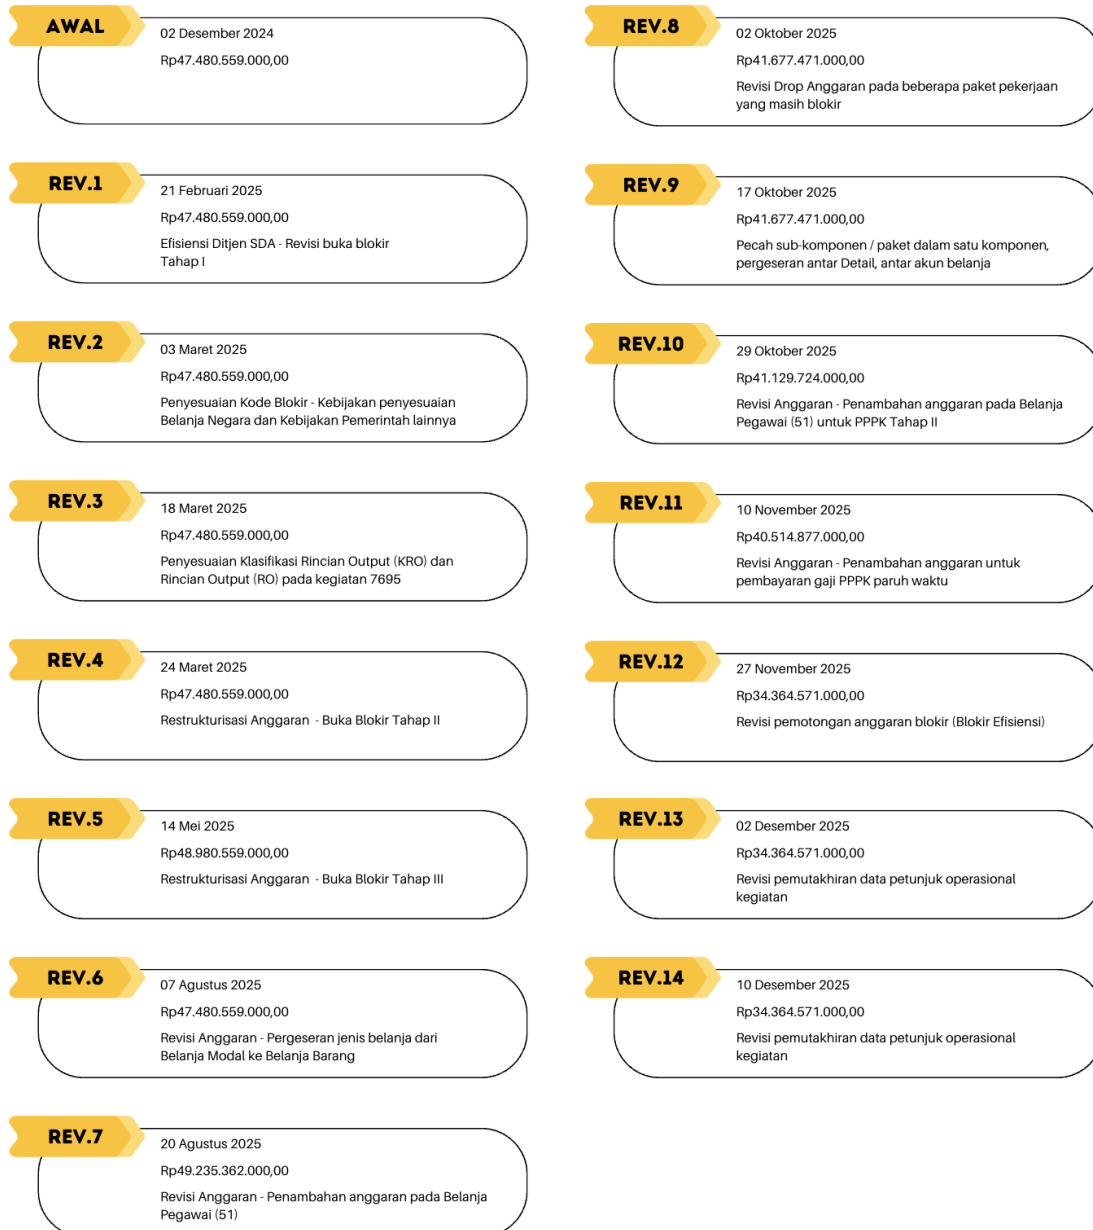 AWAL
02 Desember 2024
Rp47.480.559.000,00
REV.1
21 Februari 2025
Rp47.480.559.000,00
Efisiensi Ditjen SDA - Revisi buka blokir
Tahap I
REV.2
03 Maret 2025
Rp47.480.559.000,00
Penyesuaian Kode Blokir - Kebijakan penyesuaian
Belanja Negara dan Kebijakan Pemerintah lainnya
REV.3
18 Maret 2025
Rp47.480.559.000,00
Penyesuaian Klasifikasi Rincian Output (KRO) dan
Rincian Output (RO) pada kegiatan 7695
REV.4
24 Maret 2025
Rp47.480.559.000,00
Restrukturisasi Anggaran  - Buka Blokir Tahap II
REV.5
14 Mei 2025
Rp48.980.559.000,00
Restrukturisasi Anggaran  - Buka Blokir Tahap III
REV.6
07 Agustus 2025
Rp47.480.559.000,00
Revisi Anggaran - Pergeseran jenis belanja dari
Belanja Modal ke Belanja Barang
REV.7
20 Agustus 2025
Rp49.235.362.000,00
Revisi Anggaran - Penambahan anggaran pada Belanja
Pegawai (51)
REV.8
02 Oktober 2025
Rp41.677.471.000,00
Revisi Drop Anggaran pada beberapa paket pekerjaan
yang masih blokir
REV.9
17 Oktober 2025
Rp41.677.471.000,00
Pecah sub-komponen / paket dalam satu komponen,
pergeseran antar Detail, antar akun belanja
REV.10
29 Oktober 2025
Rp41.129.724.000,00
Revisi Anggaran - Penambahan anggaran pada Belanja
Pegawai (51) untuk PPPK Tahap II
REV.11
10 November 2025
Rp40.514.877.000,00
Revisi Anggaran - Penambahan anggaran untuk
pembayaran gaji PPPK paruh waktu
REV.12
27 November 2025
Rp34.364.571.000,00
Revisi pemotongan anggaran blokir (Blokir Efisiensi)
REV.13
02 Desember 2025
Rp34.364.571.000,00
Revisi pemutakhiran data petunjuk operasional
kegiatan
REV.14
10 Desember 2025
Rp34.364.571.000,00
Revisi pemutakhiran data petunjuk operasional
kegiatan